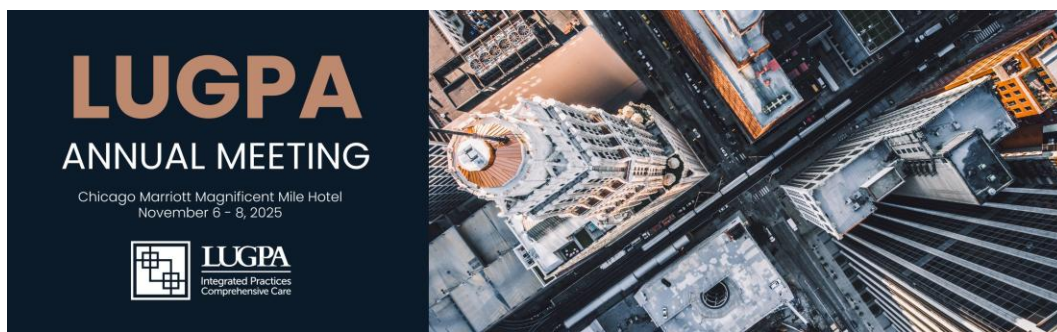 LUGPA
ANNUAL MEETING
Chicago Marriott Magnificent Mile Hotel
November 6 - 8, 2025
LUGPA
Integrated Practices
Comprehensive Care